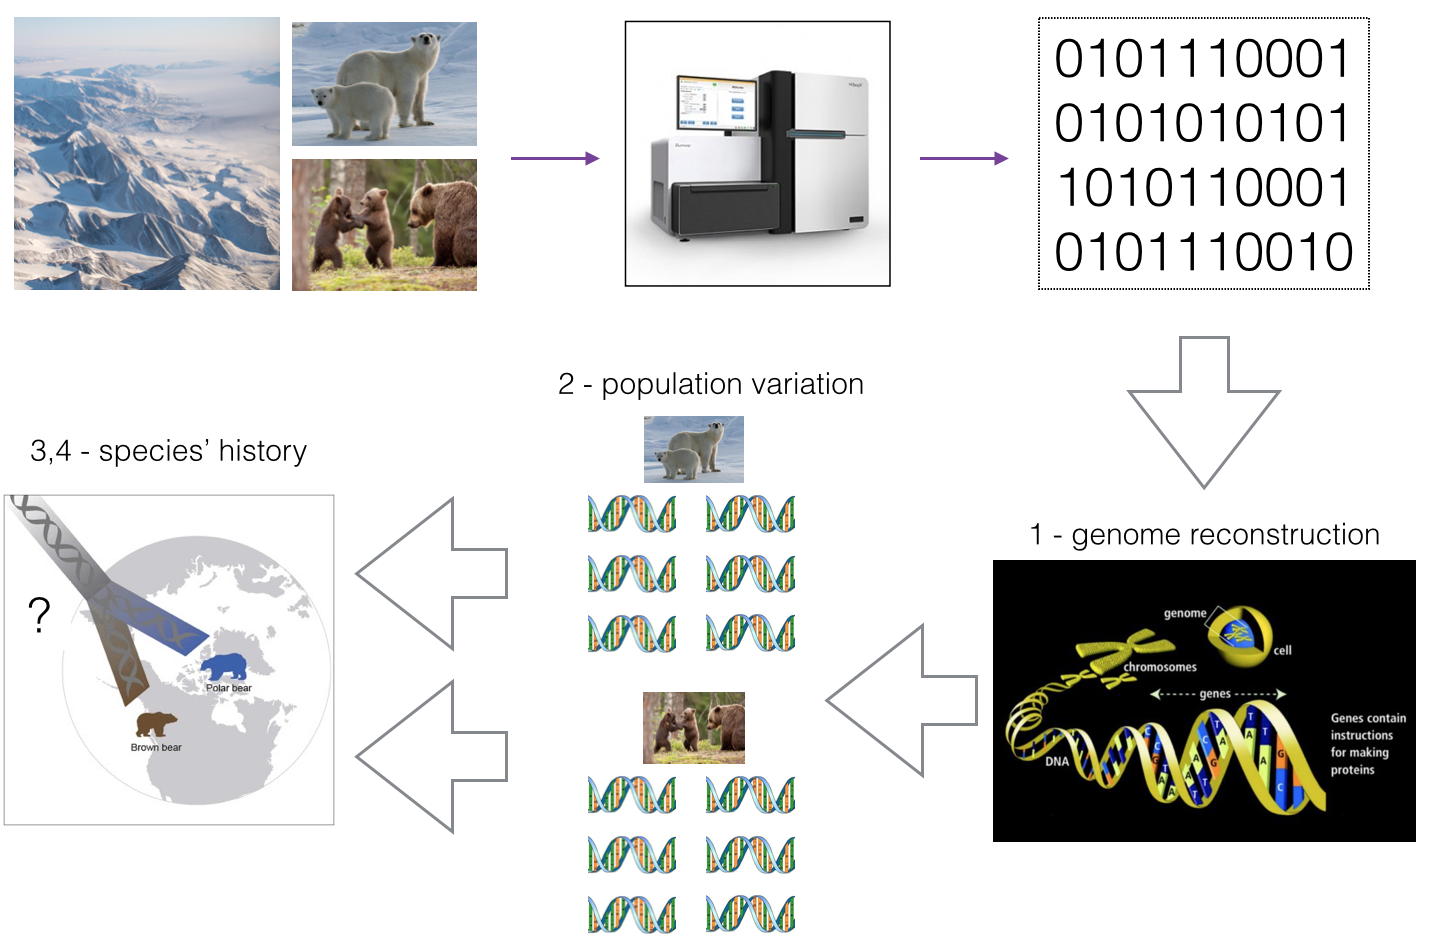 0101110001
0101010101
1010110001
0101110010
2 - population variation
3,4 - species' history
1 - genome reconstruction
?
Polar bear
Brown bear
genome
cell
chromosomes
genes
DNA
Genes contain
instructions
for making
proteins